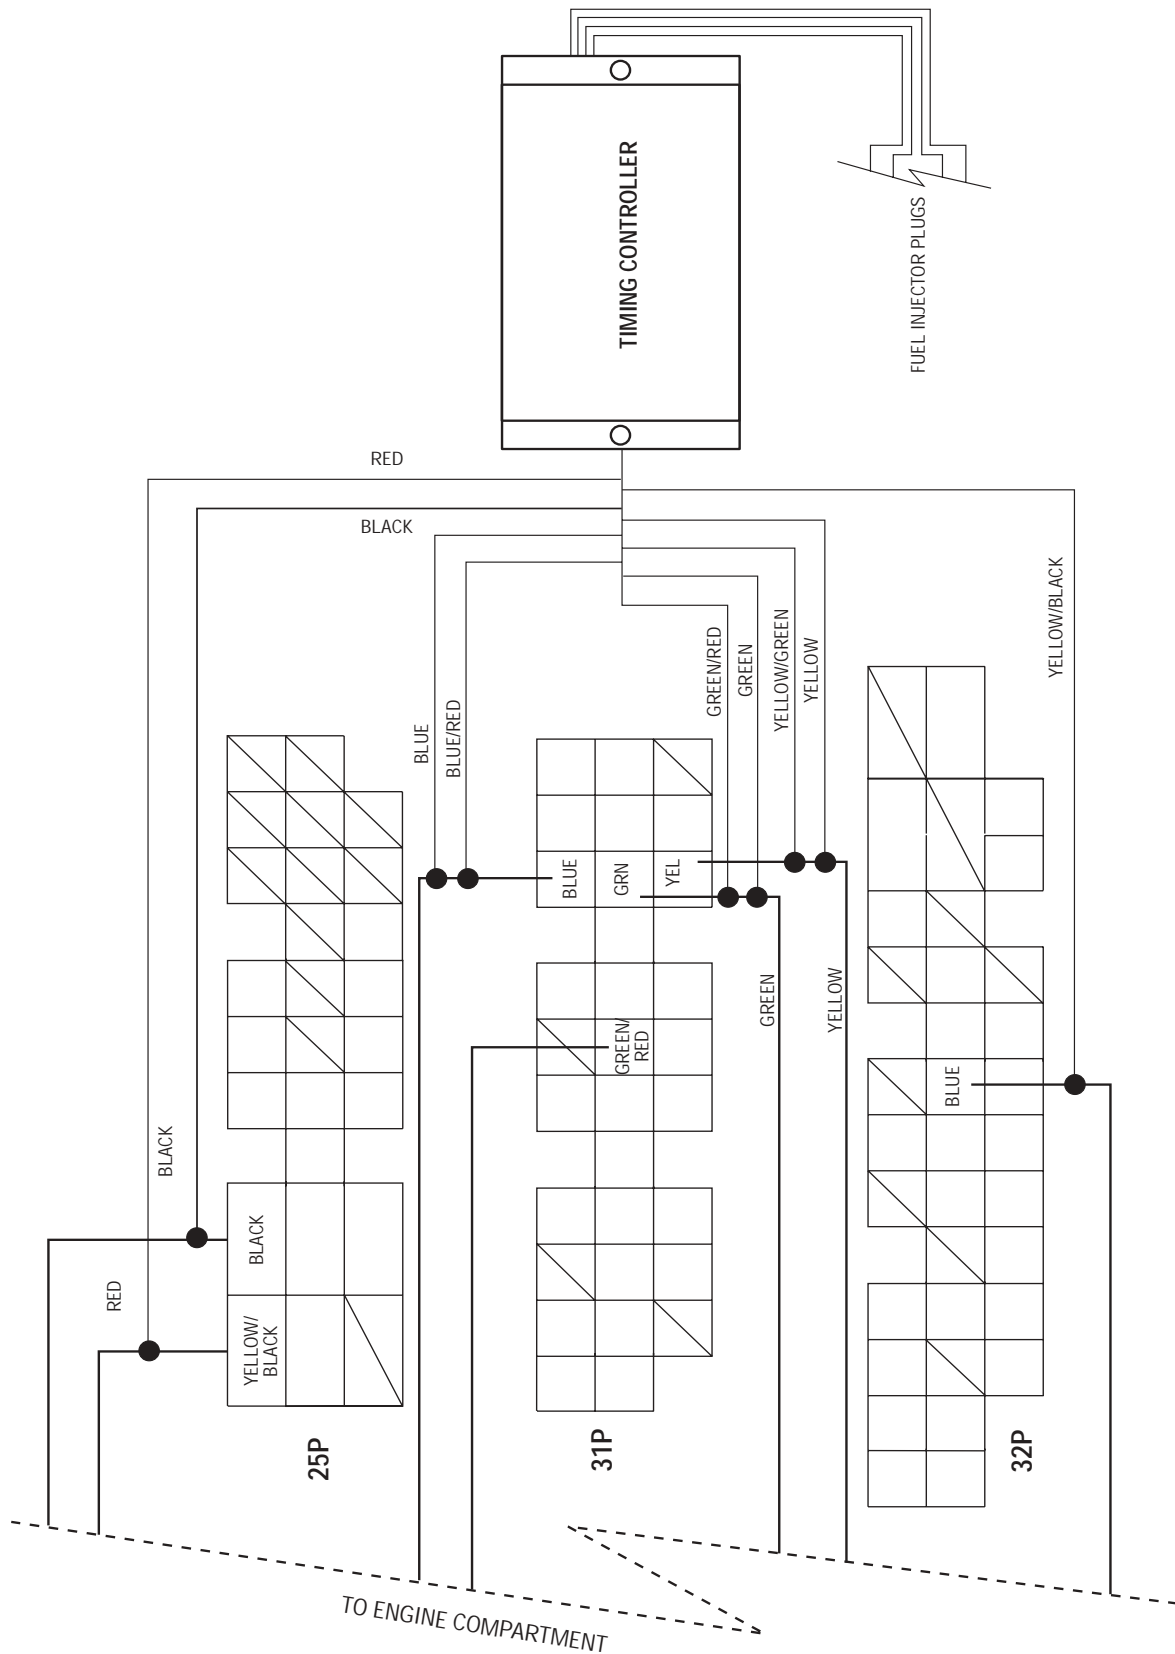 TIMING CONTROLLER
FUEL INJECTOR PLUGS
RED
BLACK
BLUE
BLUE/RED
GREEN/RED
GREEN
YELLOW/GREEN
YELLOW
YELLOW/BLACK
BLUE
GRN
YEL
GREEN/
RED
GREEN
YELLOW
BLUE
BLACK
RED
BLACK
YELLOW/
BLACK
25P
31P
32P
TO ENGINE COMPARTMENT